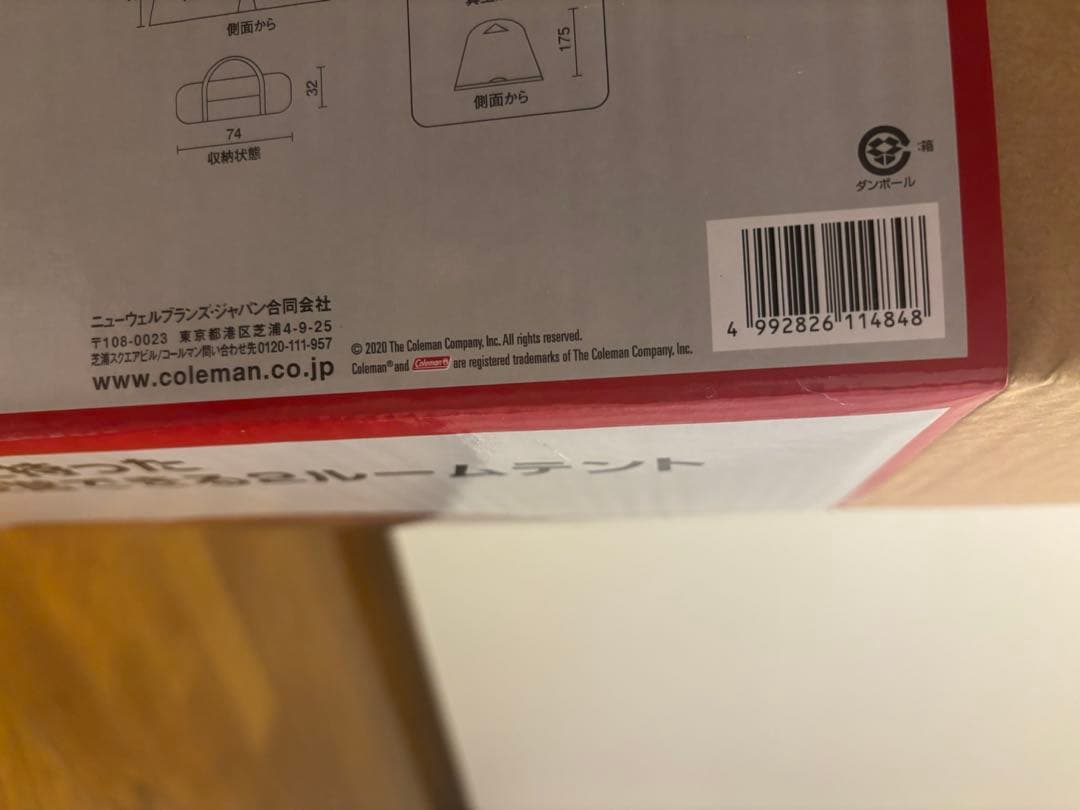 側面から
32
74
収納状態
175
側面から
:箱
ダンボール
4 992826 114848
ニューウェルブランズ・ジャパン合同会社
〒108-0023 東京都港区芝浦4-9-25
芝浦スクエアビル/コールマン問い合わせ先0120-111-957
www.coleman.co.jp
© 2020 The Coleman Company, Inc. All rights reserved.
Coleman® and Coleman® are registered trademarks of The Coleman Company, Inc.
2ルームテント